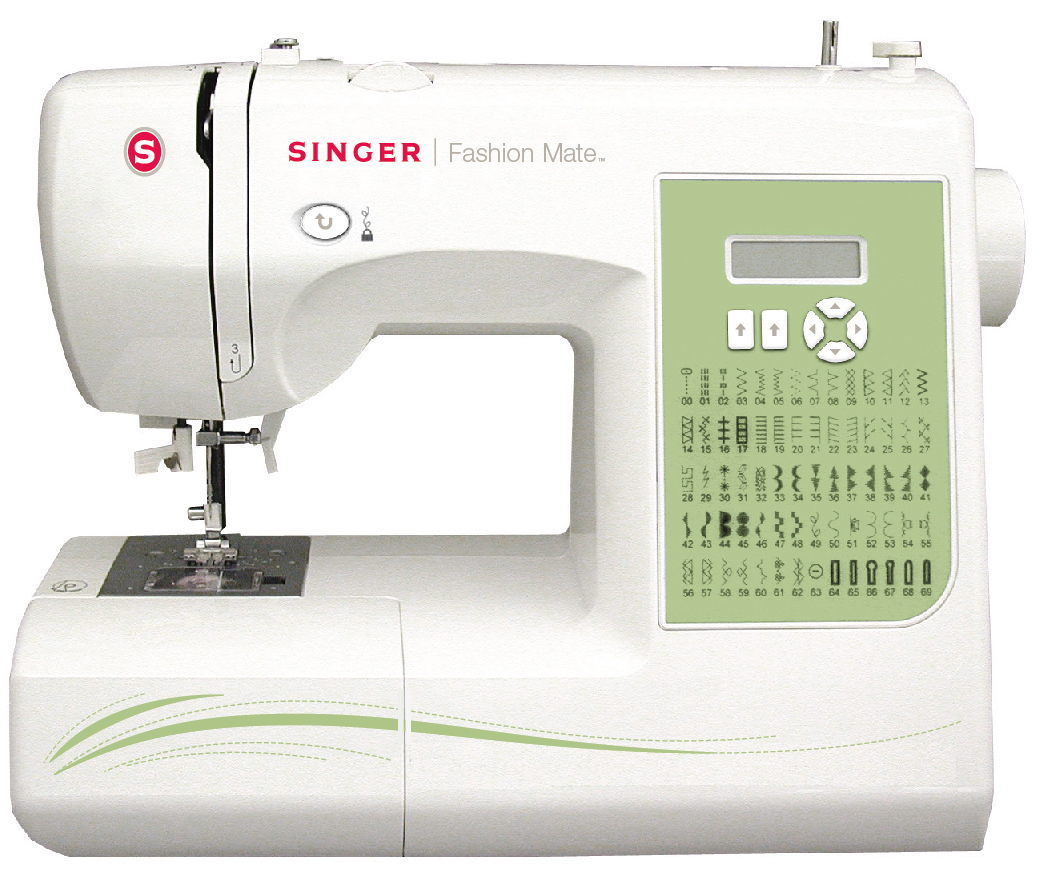 S
SINGER | Fashion Mate™
3
00 01 02 03 04 05 06 07 08 09 10 11 12 13
14 15 16 17 18 19 20 21 22 23 24 25 26 27
28 29 30 31 32 33 34 35 36 37 38 39 40 41
42 43 44 45 46 47 48 49 50 51 52 53 54 55
56 57 58 59 60 61 62 63 64 65 66 67 68 69